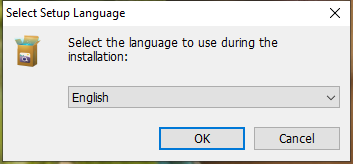 Select Setup Language
Select the language to use during the
installation:
English
OK
Cancel